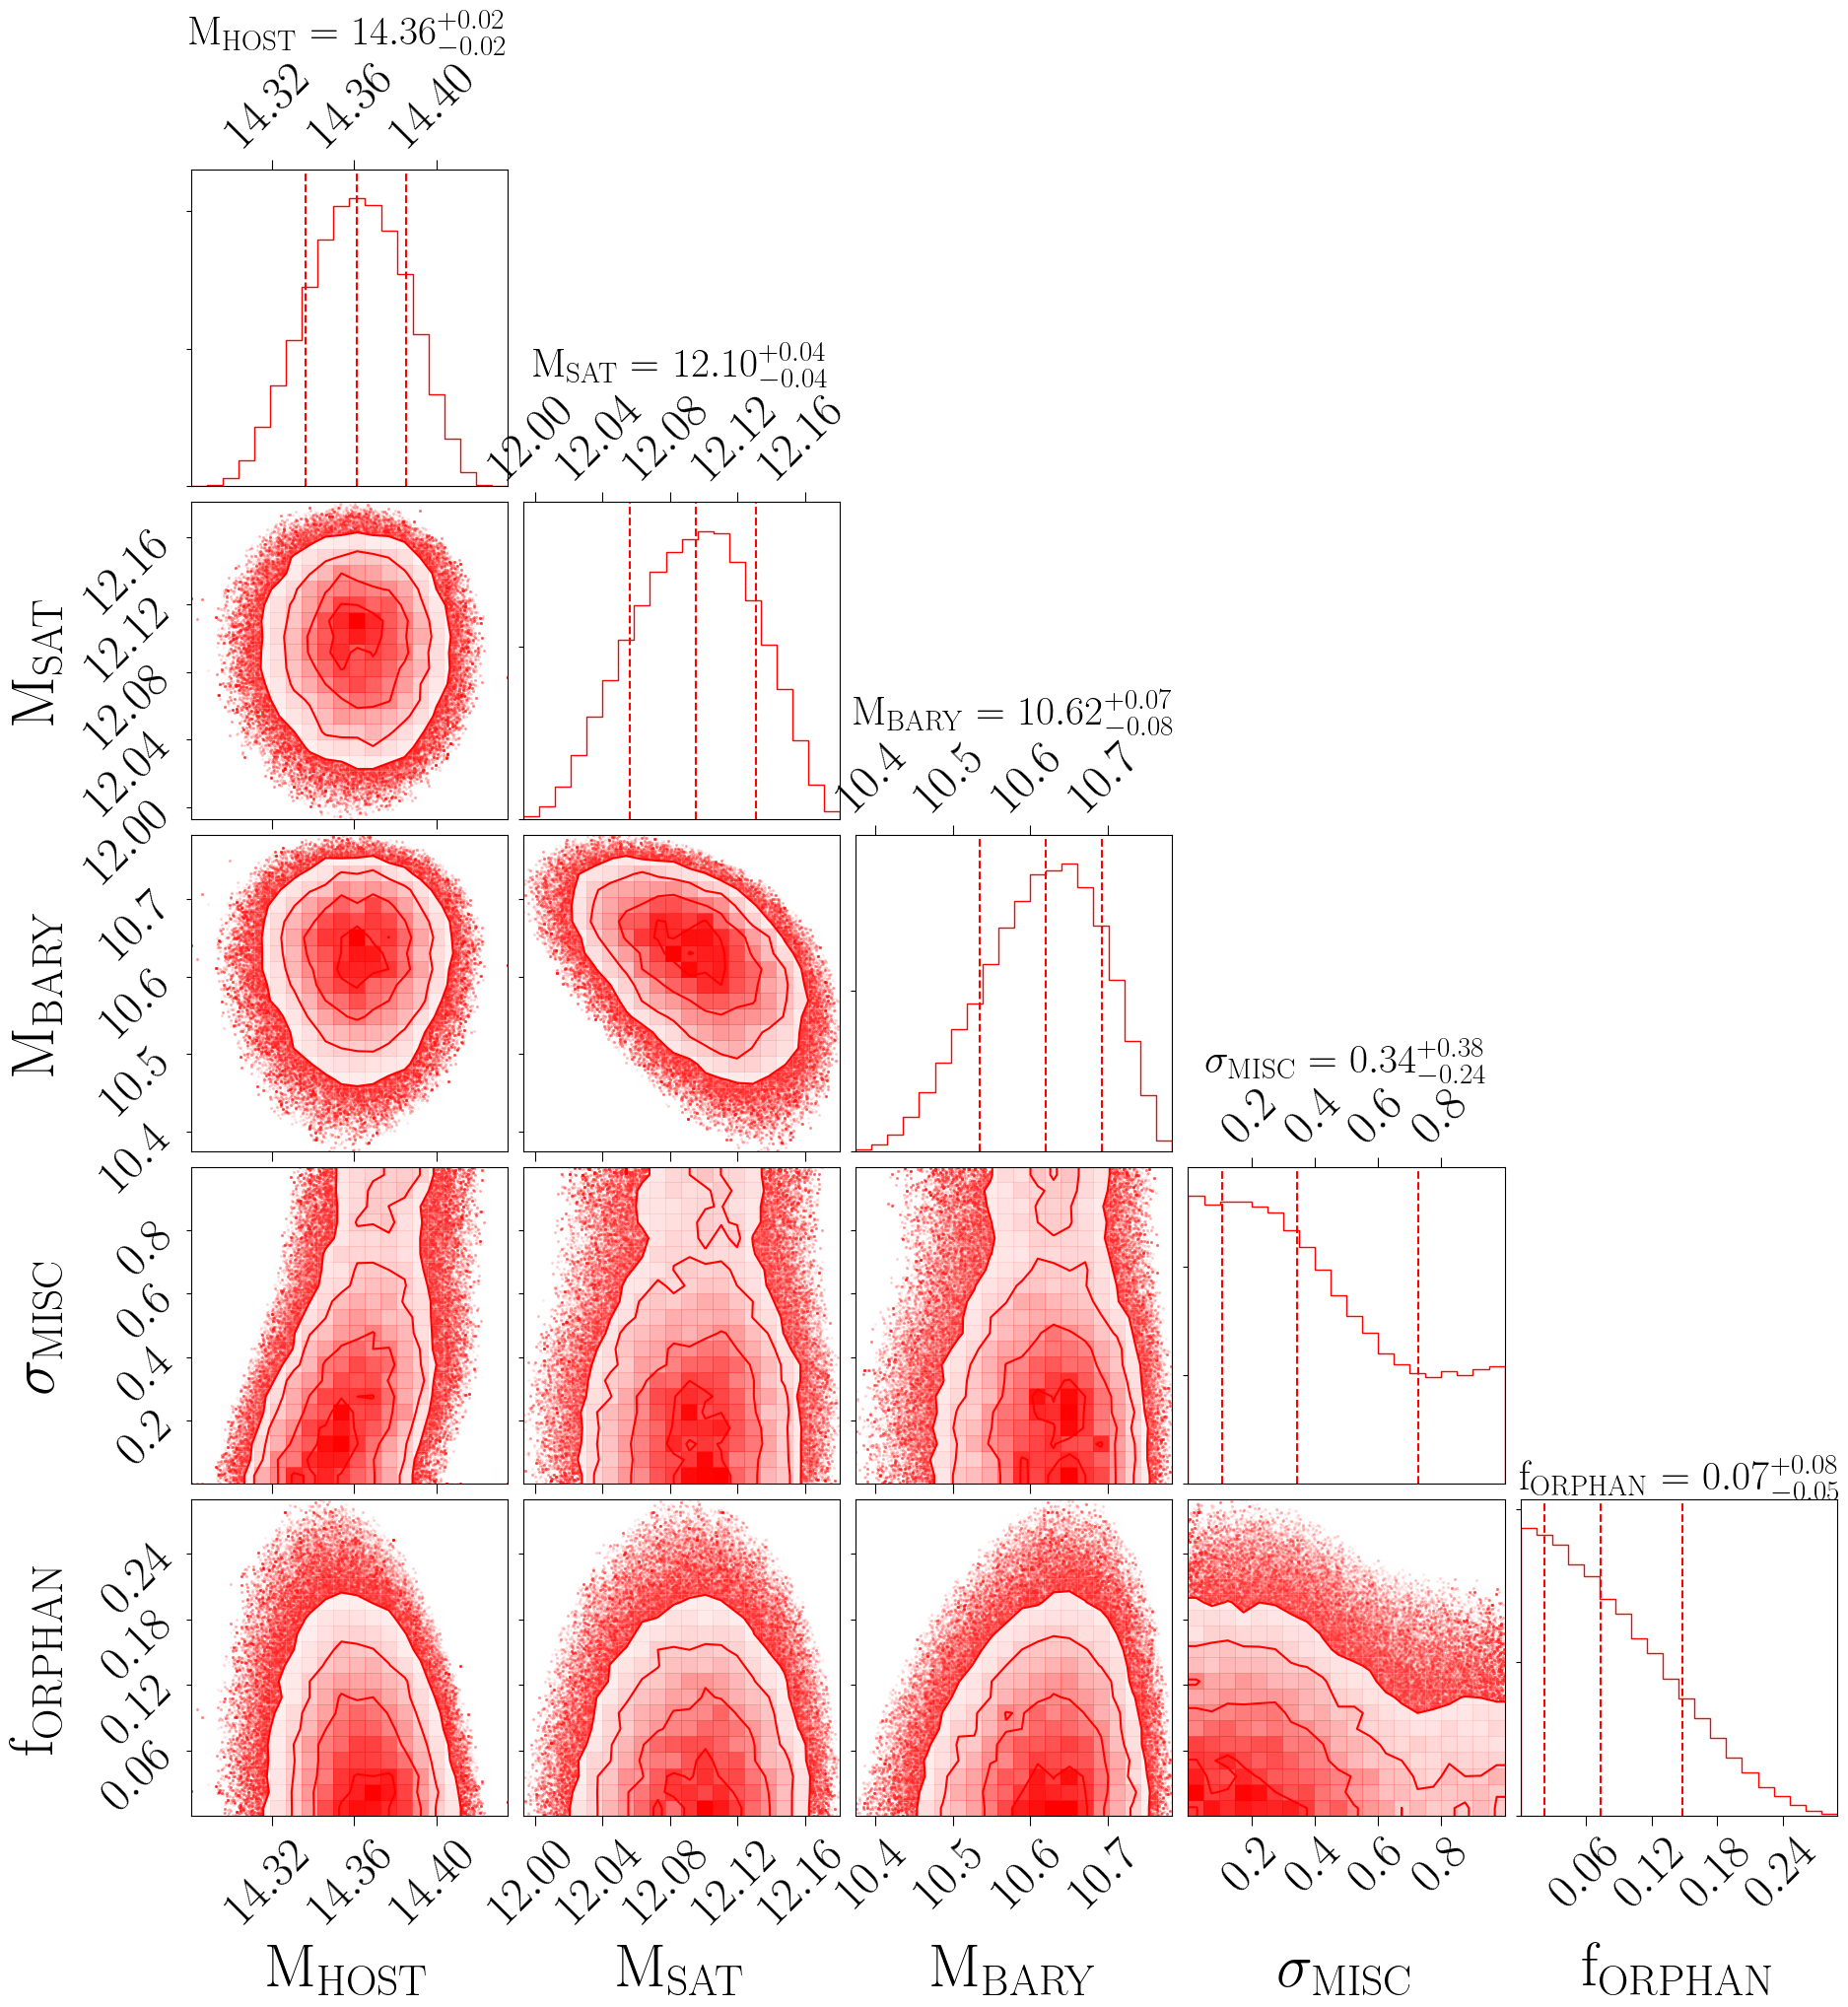 M_HOST = 14.36^{+0.02}_{-0.02}
14.32 14.36 14.40
M_SAT = 12.10^{+0.04}_{-0.04}
12.00 12.04 12.08 12.12 12.16
M_SAT
12.16
12.12
12.08
12.04
12.00
M_BARY = 10.62^{+0.07}_{-0.08}
10.4 10.5 10.6 10.7
M_BARY
10.7
10.6
10.5
10.4
σ_MISC = 0.34^{+0.38}_{-0.24}
0.2 0.4 0.6 0.8
σ_MISC
0.8
0.6
0.4
0.2
f_ORPHAN = 0.07^{+0.08}_{-0.05}
f_ORPHAN
0.24
0.18
0.12
0.06
14.32 14.36 14.40 12.00 12.04 12.08 12.12 12.16 10.4 10.5 10.6 10.7 0.2 0.4 0.6 0.8 0.06 0.12 0.18 0.24
M_HOST M_SAT M_BARY σ_MISC f_ORPHAN